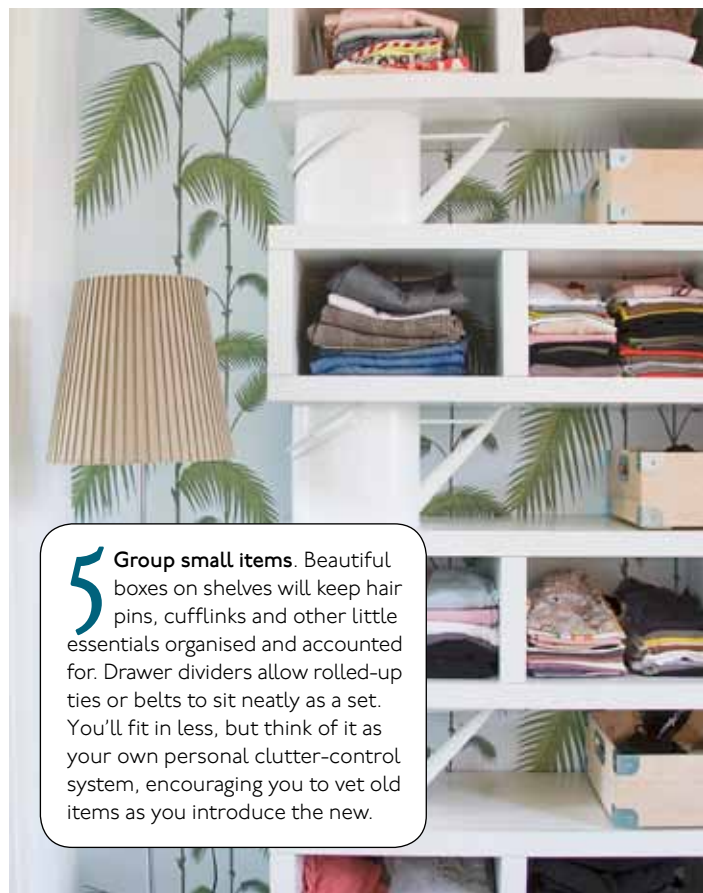 5 Group small items. Beautiful
boxes on shelves will keep hair
pins, cufflinks and other little
essentials organised and accounted
for. Drawer dividers allow rolled-up
ties or belts to sit neatly as a set.
You'll fit in less, but think of it as
your own personal clutter-control
system, encouraging you to vet old
items as you introduce the new.